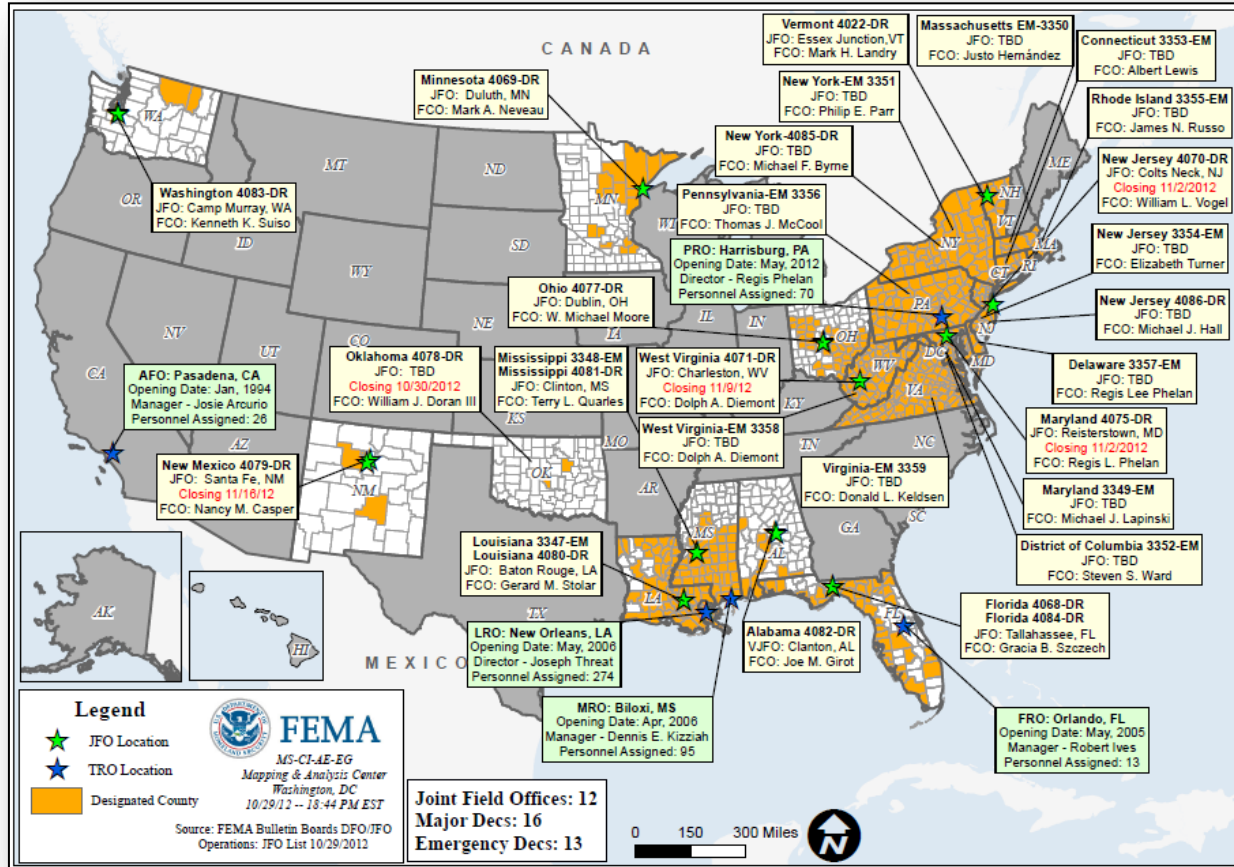 CANADA
Vermont 4022-DR
JFO: Essex Junction,VT
FCO: Mark H. Landry
Massachusetts EM-3350
JFO: TBD
FCO: Justo Hernández
Connecticut 3353-EM
JFO: TBD
FCO: Albert Lewis
Minnesota 4069-DR
JFO: Duluth, MN
FCO: Mark A. Neveau
New York-EM 3351
JFO: TBD
FCO: Philip E. Parr
Rhode Island 3355-EM
JFO: TBD
FCO: James N. Russo
New York-4085-DR
JFO: TBD
FCO: Michael F. Byrne
New Jersey 4070-DR
JFO: Colts Neck, NJ
Closing 11/2/2012
FCO: William L. Vogel
Washington 4083-DR
JFO: Camp Murray, WA
FCO: Kenneth K. Suiso
Pennsylvania-EM 3356
JFO: TBD
FCO: Thomas J. McCool
New Jersey 3354-EM
JFO: TBD
FCO: Elizabeth Turner
PRO: Harrisburg, PA
Opening Date: May, 2012
Director - Regis Phelan
Personnel Assigned: 70
Ohio 4077-DR
JFO: Dublin, OH
FCO: W. Michael Moore
New Jersey 4086-DR
JFO: TBD
FCO: Michael J. Hall
Oklahoma 4078-DR
JFO: TBD
Closing 10/30/2012
FCO: William J. Doran III
Mississippi 3348-EM
Mississippi 4081-DR
JFO: Clinton, MS
FCO: Terry L. Quarles
West Virginia 4071-DR
JFO: Charleston, WV
Closing 11/9/12
FCO: Dolph A. Diemont
Delaware 3357-EM
JFO: TBD
FCO: Regis Lee Phelan
AFO: Pasadena, CA
Opening Date: Jan, 1994
Manager - Josie Arcurio
Personnel Assigned: 26
West Virginia-EM 3358
JFO: TBD
FCO: Dolph A. Diemont
Maryland 4075-DR
JFO: Reisterstown, MD
Closing 11/2/2012
FCO: Regis L. Phelan
New Mexico 4079-DR
JFO: Santa Fe, NM
Closing 11/16/12
FCO: Nancy M. Casper
Virginia-EM 3359
JFO: TBD
FCO: Donald L. Keldsen
Maryland 3349-EM
JFO: TBD
FCO: Michael J. Lapinski
Louisiana 3347-EM
Louisiana 4080-DR
JFO: Baton Rouge, LA
FCO: Gerard M. Stolar
District of Columbia 3352-EM
JFO: TBD
FCO: Steven S. Ward
Florida 4068-DR
Florida 4084-DR
JFO: Tallahassee, FL
FCO: Gracia B. Szczech
LRO: New Orleans, LA
Opening Date: May, 2006
Director - Joseph Threat
Personnel Assigned: 274
Alabama 4082-DR
VJFO: Clanton, AL
FCO: Joe M. Girot
MRO: Biloxi, MS
Opening Date: Apr, 2006
Manager - Dennis E. Kizziah
Personnel Assigned: 95
FRO: Orlando, FL
Opening Date: May, 2005
Manager - Robert Ives
Personnel Assigned: 13
MEXICO
WA
OR
ID
MT
WY
ND
SD
NE
NV
UT
CA
CO
AZ
NM
KS
OK
TX
MN
WI
IA
IL
IN
MO
AR
LA
MS
AL
TN
KY
OH
WV
VA
NC
SC
GA
FL
PA
NY
NJ
MD
DC
CT
RI
MA
VT
NH
ME
AK
HI
Legend
JFO Location
TRO Location
Designated County
U.S. DEPARTMENT OF HOMELAND SECURITY
FEMA
MS-CI-AE-EG
Mapping & Analysis Center
Washington, DC
10/29/12 -- 18:44 PM EST
Source: FEMA Bulletin Boards DFO/JFO
Operations: JFO List 10/29/2012
Joint Field Offices: 12
Major Decs: 16
Emergency Decs: 13
0 150 300 Miles
N